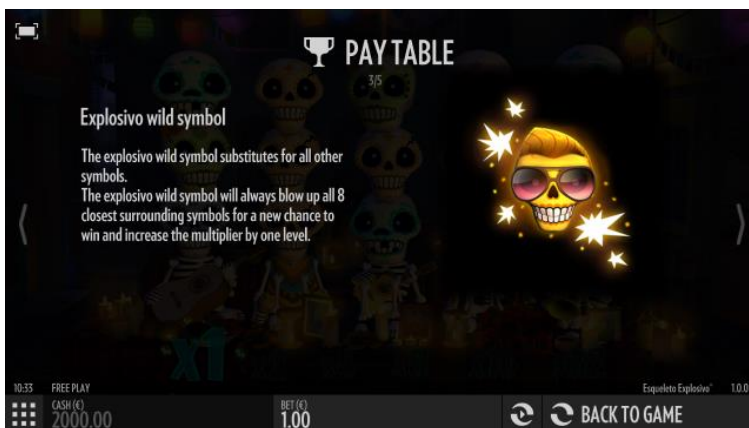 PAY TABLE
3/5
Explosivo wild symbol
The explosivo wild symbol substitutes for all other
symbols.
The explosivo wild symbol will always blow up all 8
closest surrounding symbols for a new chance to
win and increase the multiplier by one level.
x1
10:33 FREE PLAY
Esqueleto Explosivo 1.0.0
CASH (€)
2000.00
BET (€)
1.00
BACK TO GAME